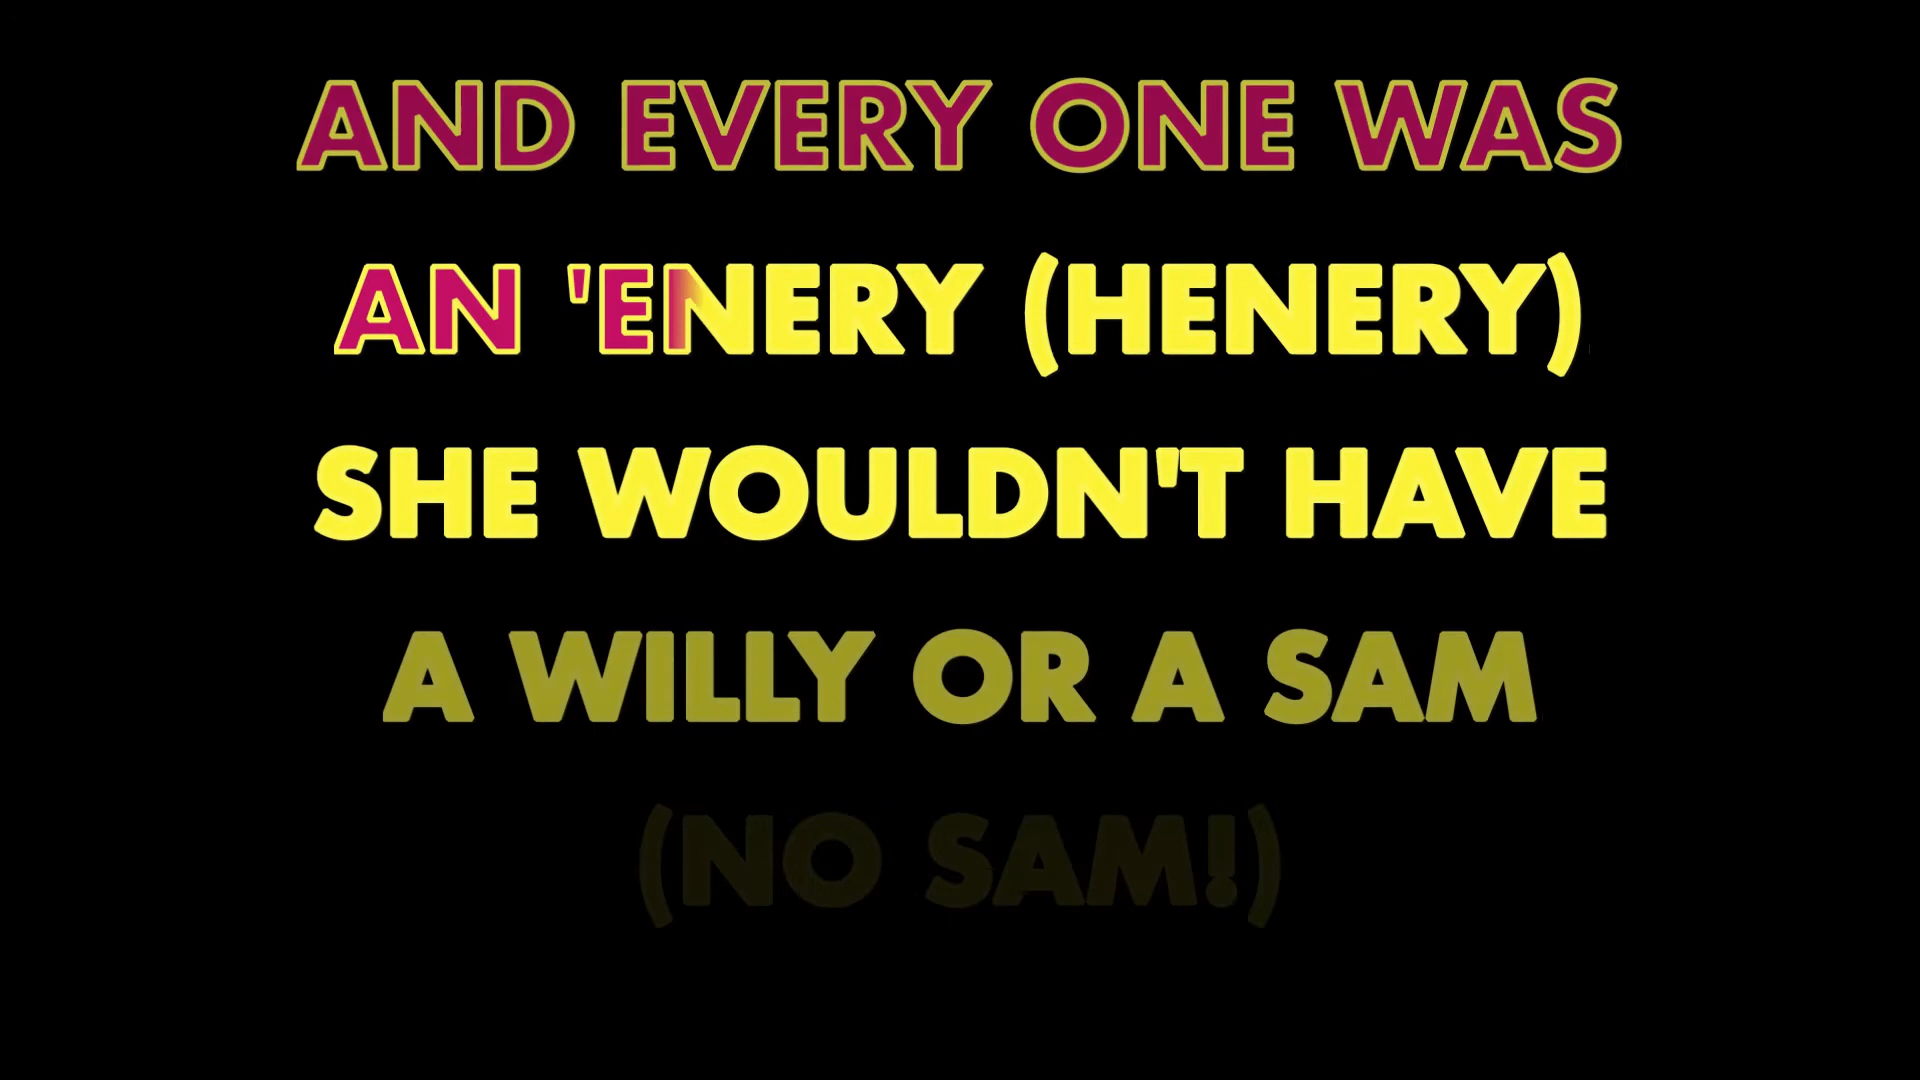 AND EVERY ONE WAS
AN 'ENERY (HENERY)
SHE WOULDN'T HAVE
A WILLY OR A SAM
(NO SAM!)